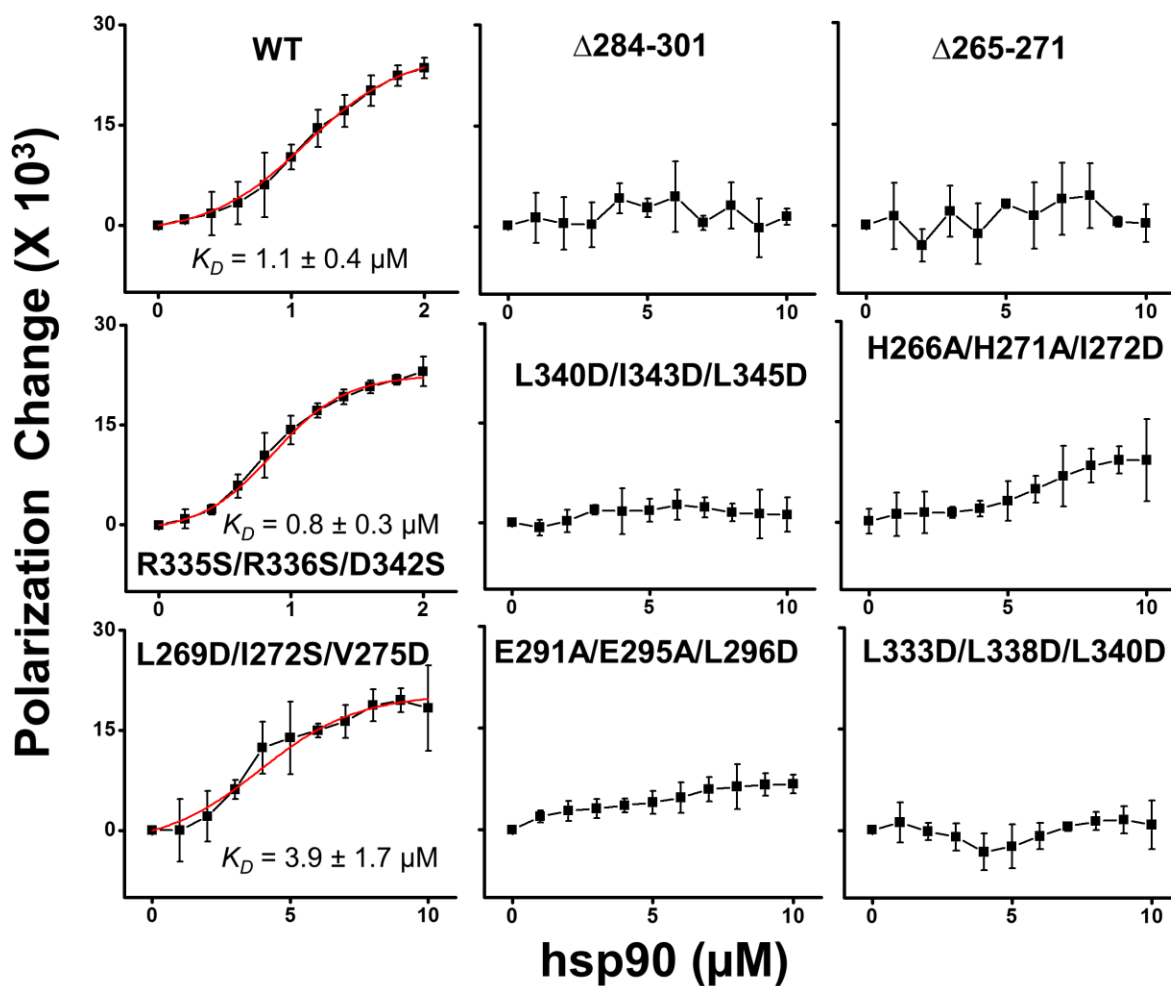 Polarization Change (X 10³)
30
15
0
WT
K_D = 1.1 ± 0.4 µM
0 1 2
Δ284-301
0 5 10
Δ265-271
0 5 10
30
15
0
K_D = 0.8 ± 0.3 µM
R335S/R336S/D342S
0 1 2
L340D/I343D/L345D
0 5 10
H266A/H271A/I272D
0 5 10
30
15
0
L269D/I272S/V275D
K_D = 3.9 ± 1.7 µM
0 5 10
E291A/E295A/L296D
0 5 10
L333D/L338D/L340D
0 5 10
hsp90 (µM)